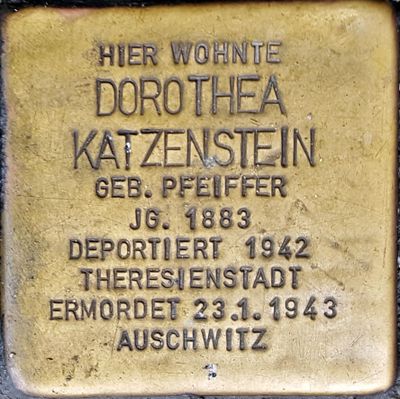 HIER WOHNTE
DOROTHEA
KATZENSTEIN
GEB. PFEIFFER
JG. 1883
DEPORTIERT 1942
THERESIENSTADT
ERMORDET 23.1.1943
AUSCHWITZ